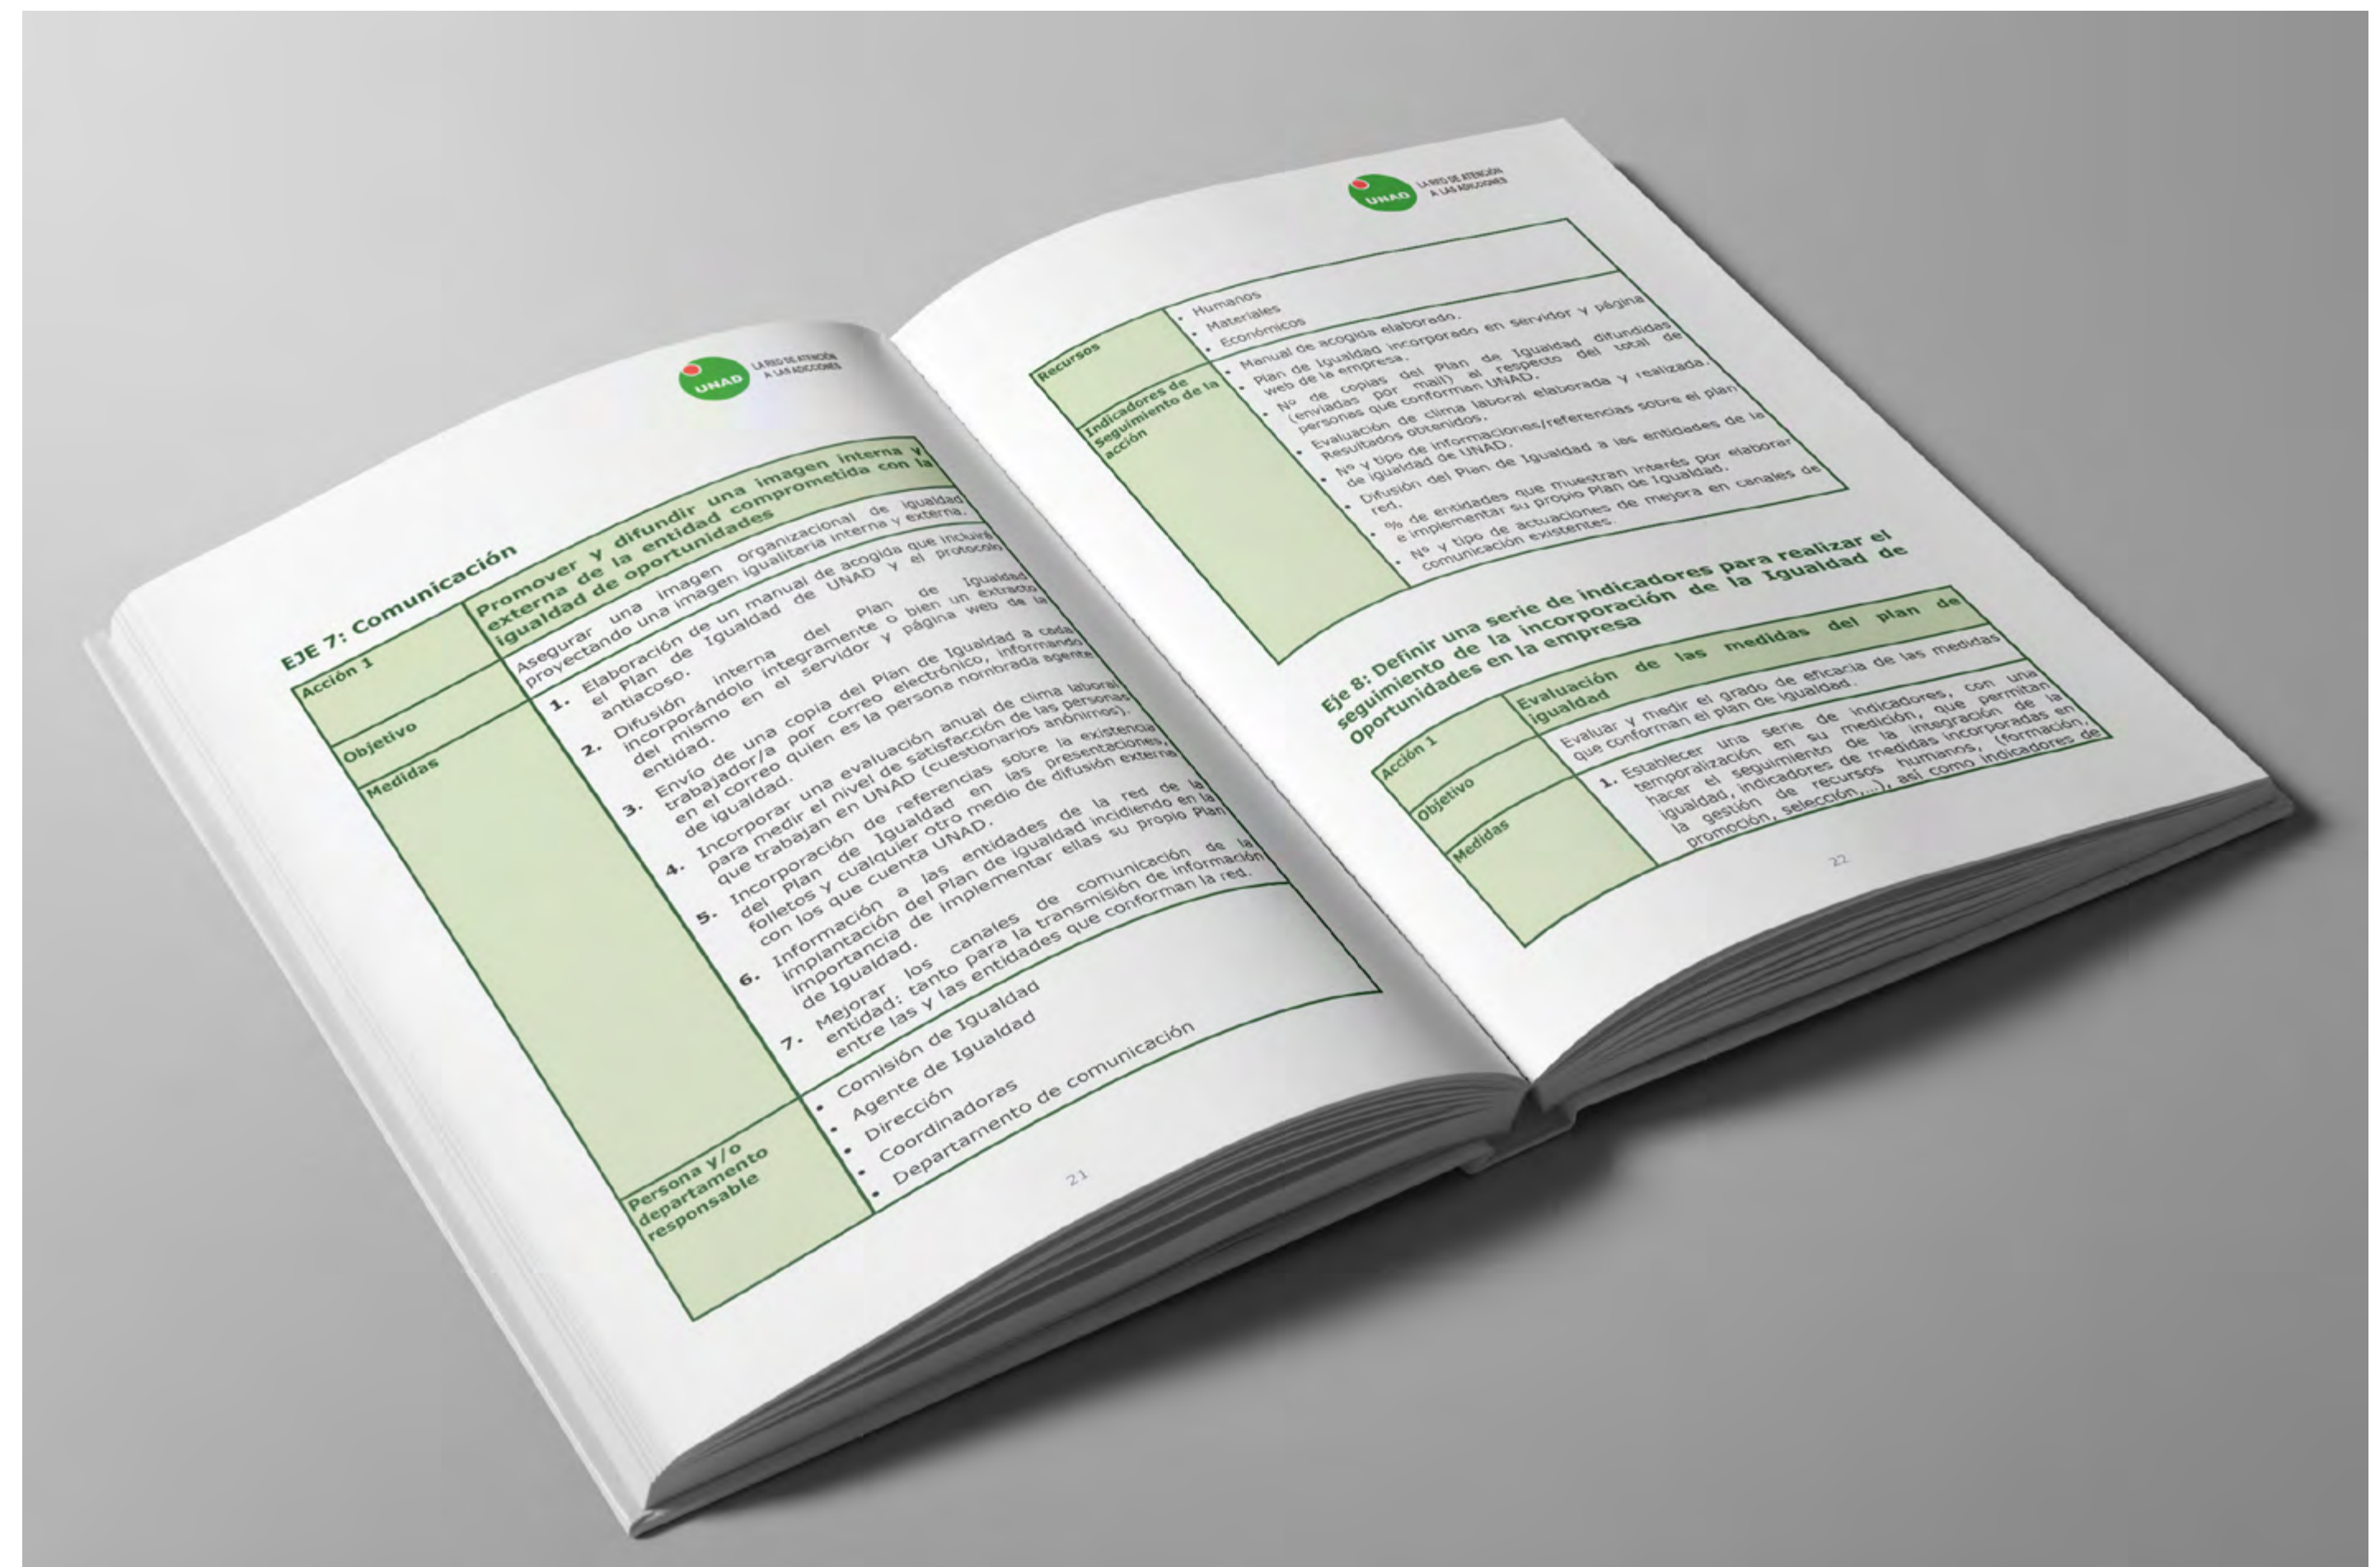 UNAD
LA RED DE ATENCIÓN
A LAS ADICCIONES
EJE 7: Comunicación
Acción 1
Promover y difundir una imagen interna y
externa de la entidad comprometida con la
igualdad de oportunidades
Objetivo
Asegurar una imagen organizacional de igualdad
proyectando una imagen igualitaria interna y externa.
Medidas
1. Elaboración de un manual de acogida que incluirá
el Plan de Igualdad de UNAD y el protocolo
antiacoso.
2. Difusión interna del Plan de Igualdad
incorporándolo íntegramente o bien un extracto
del mismo en el servidor y página web de la
entidad.
3. Envío de una copia del Plan de Igualdad a cada
trabajador/a por correo electrónico, informando
en el correo quien es la persona nombrada agente
de igualdad.
4. Incorporar una evaluación anual de clima laboral
para medir el nivel de satisfacción de las personas
que trabajan en UNAD (cuestionarios anónimos).
5. Incorporación de referencias sobre la existencia
del Plan de Igualdad en las presentaciones,
folletos y cualquier otro medio de difusión externa
con los que cuenta UNAD.
6. Información a las entidades de la red de la
implantación del Plan de igualdad incidiendo en la
importancia de implementar ellas su propio Plan
de Igualdad.
7. Mejorar los canales de comunicación de la
entidad: tanto para la transmisión de información
entre las y las entidades que conforman la red.
Persona y/o
departamento
responsable
• Comisión de Igualdad
• Agente de Igualdad
• Dirección
• Coordinadoras
• Departamento de comunicación
21
UNAD
LA RED DE ATENCIÓN
A LAS ADICCIONES
Recursos
• Humanos
• Materiales
• Económicos
Indicadores de
seguimiento de la
acción
• Manual de acogida elaborado.
• Plan de Igualdad incorporado en servidor y página
web de la empresa.
• Nº de copias del Plan de Igualdad difundidas
(enviadas por mail) al respecto del total de
personas que conforman UNAD.
• Evaluación de clima laboral elaborada y realizada.
Resultados obtenidos.
• Nº y tipo de informaciones/referencias sobre el plan
de igualdad de UNAD.
• Difusión del Plan de Igualdad a las entidades de la
red.
• % de entidades que muestran interés por elaborar
e implementar su propio Plan de Igualdad.
• Nº y tipo de actuaciones de mejora en canales de
comunicación existentes.
Eje 8: Definir una serie de indicadores para realizar el
seguimiento de la incorporación de la Igualdad de
Oportunidades en la empresa
Acción 1
Evaluación de las medidas del plan de
igualdad
Objetivo
Evaluar y medir el grado de eficacia de las medidas
que conforman el plan de igualdad.
Medidas
1. Establecer una serie de indicadores, con una
temporalización en su medición, que permitan
hacer el seguimiento de la integración de la
igualdad, indicadores de medidas incorporadas en
la gestión de recursos humanos, (formación,
promoción, selección,…), así como indicadores de
22